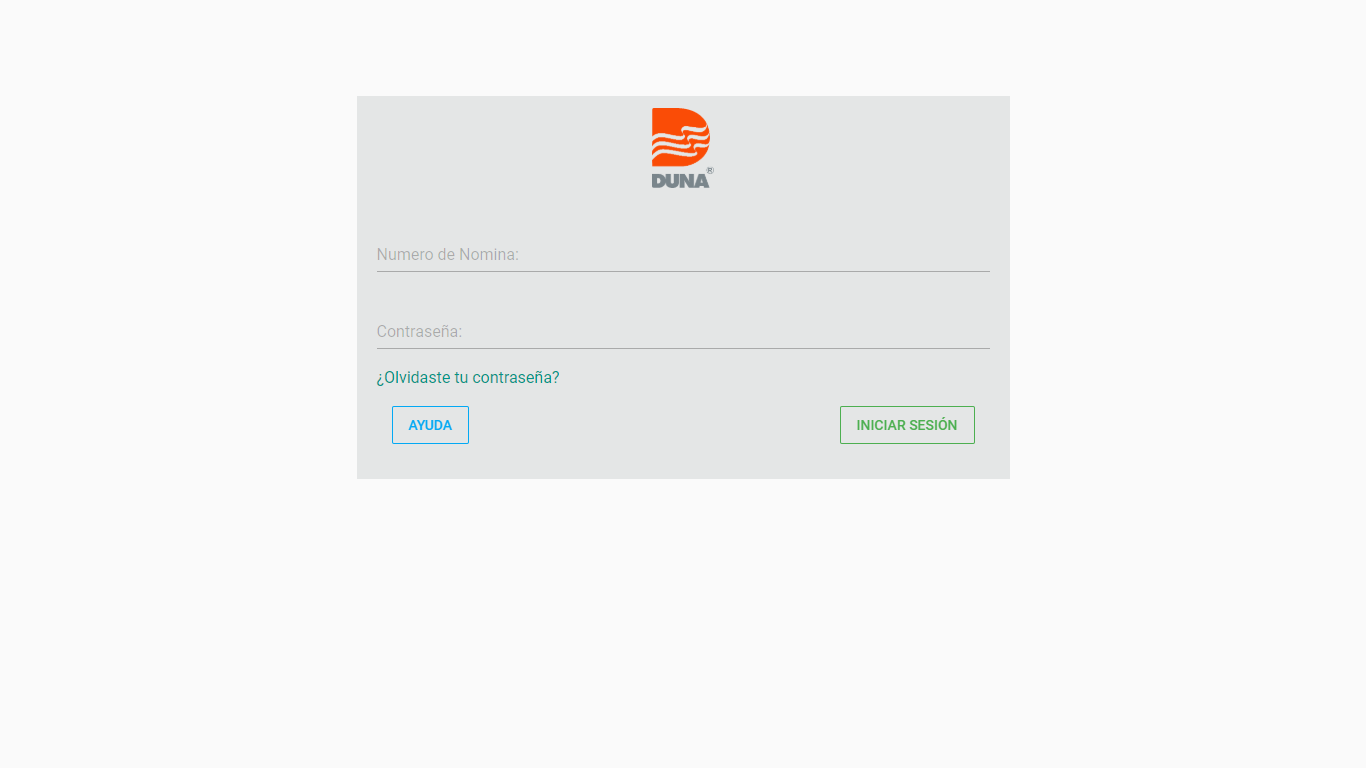 DUNA®
Numero de Nomina:
Contraseña:
¿Olvidaste tu contraseña?
AYUDA
INICIAR SESIÓN